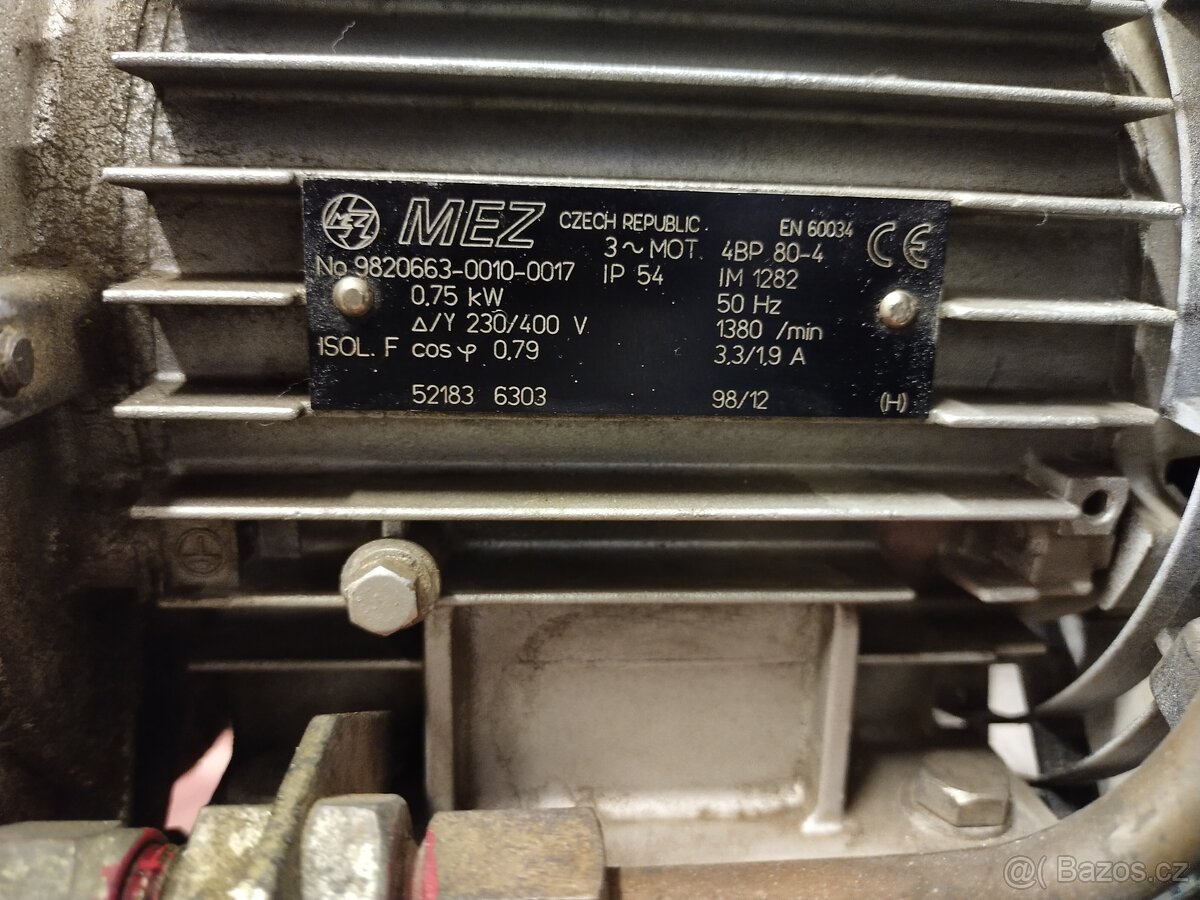 MEZ MEZ CZECH REPUBLIC. EN 60034 CE
3~MOT. 4BP 80-4
No 9820663-0010-0017 IP 54 IM 1282
0,75 kW 50 Hz
Δ/Y 230/400 V 1380 /min
ISOL. F cos φ 0,79 3,3/1,9 A
52183 6303 98/12 (H)
@( Bazos.cz